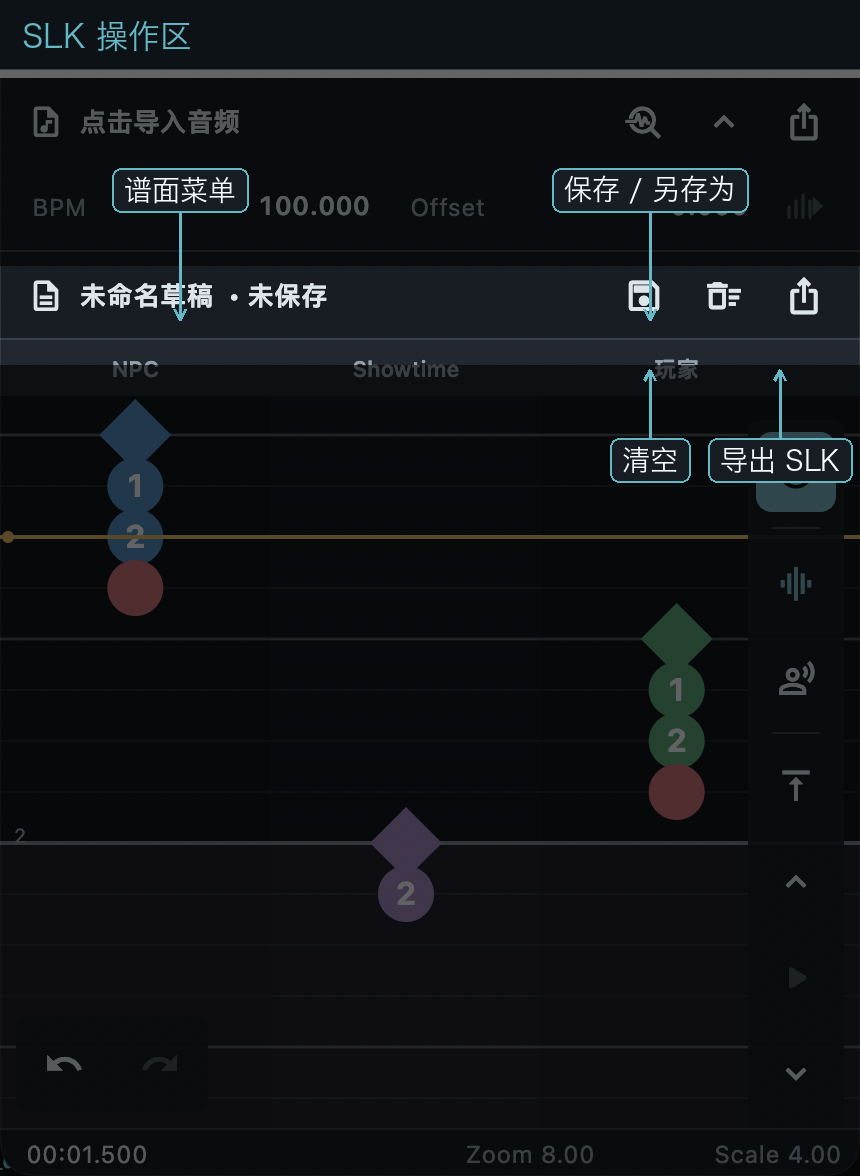 SLK 操作区
点击导入音频
谱面菜单
保存 / 另存为
BPM
100.000
Offset
未命名草稿 · 未保存
NPC
Showtime
玩家
清空
导出 SLK
1
2
1
2
2
2
00:01.500
Zoom 8.00
Scale 4.00